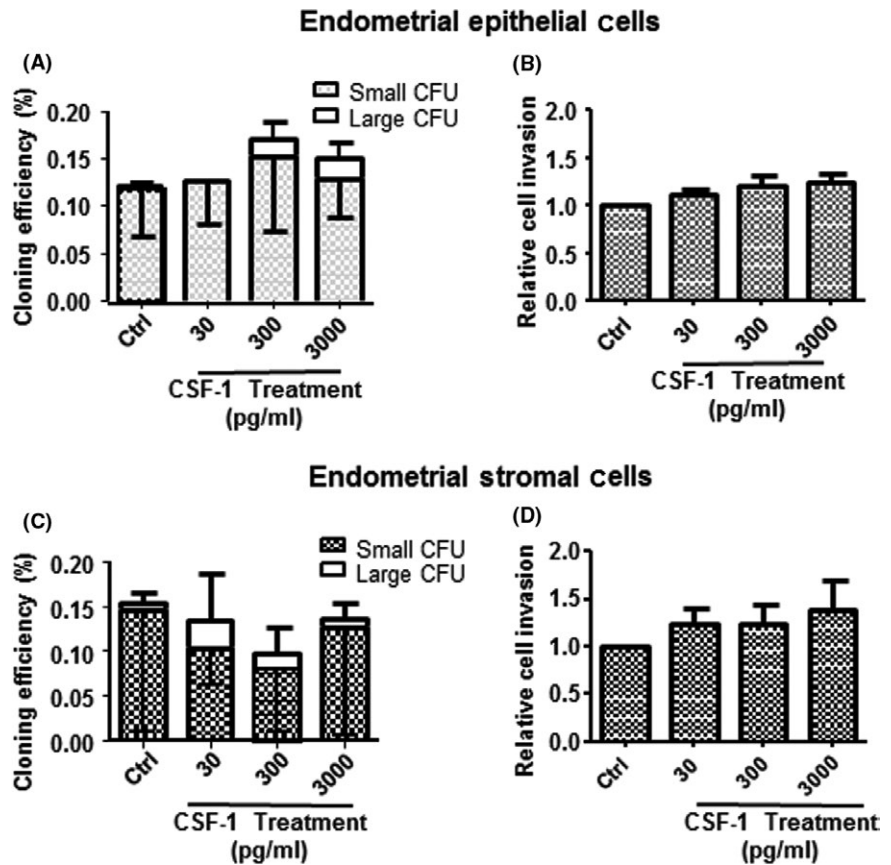 Endometrial epithelial cells
(A)
Small CFU
Large CFU
Cloning efficiency (%)
0.20
0.15
0.10
0.05
0.00
Ctrl
30
300
3000
CSF-1 Treatment
(pg/ml)
(B)
Relative cell invasion
2.0
1.5
1.0
0.5
0.0
Ctrl
30
300
3000
CSF-1 Treatment
(pg/ml)
Endometrial stromal cells
(C)
Small CFU
Large CFU
Cloning efficiency (%)
0.20
0.15
0.10
0.05
0.00
Ctrl
30
300
3000
CSF-1 Treatment
(pg/ml)
(D)
Relative cell invasion
2.0
1.5
1.0
0.5
0.0
Ctrl
30
300
3000
CSF-1 Treatment:
(pg/ml)